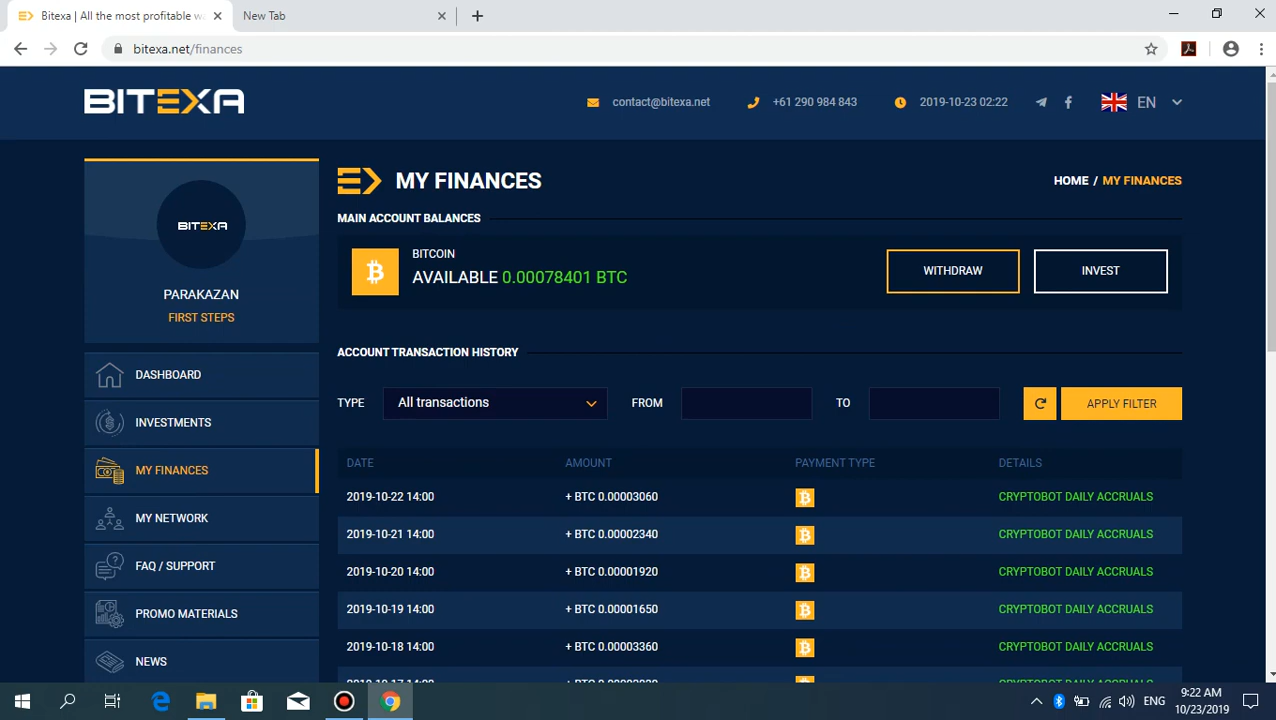 Bitexa | All the most profitable w
New Tab
bitexa.net/finances
BITEXA
contact@bitexa.net
+61 290 984 843
2019-10-23 02:22
EN
BITEXA
PARAKAZAN
FIRST STEPS
DASHBOARD
INVESTMENTS
MY FINANCES
MY NETWORK
FAQ / SUPPORT
PROMO MATERIALS
NEWS
MY FINANCES
HOME / MY FINANCES
MAIN ACCOUNT BALANCES
BITCOIN
AVAILABLE 0.00078401 BTC
WITHDRAW
INVEST
ACCOUNT TRANSACTION HISTORY
TYPE All transactions FROM TO APPLY FILTER
DATE AMOUNT PAYMENT TYPE DETAILS
2019-10-22 14:00 + BTC 0.00003060 CRYPTOBOT DAILY ACCRUALS
2019-10-21 14:00 + BTC 0.00002340 CRYPTOBOT DAILY ACCRUALS
2019-10-20 14:00 + BTC 0.00001920 CRYPTOBOT DAILY ACCRUALS
2019-10-19 14:00 + BTC 0.00001650 CRYPTOBOT DAILY ACCRUALS
2019-10-18 14:00 + BTC 0.00003360 CRYPTOBOT DAILY ACCRUALS
ENG
9:22 AM
10/23/2019